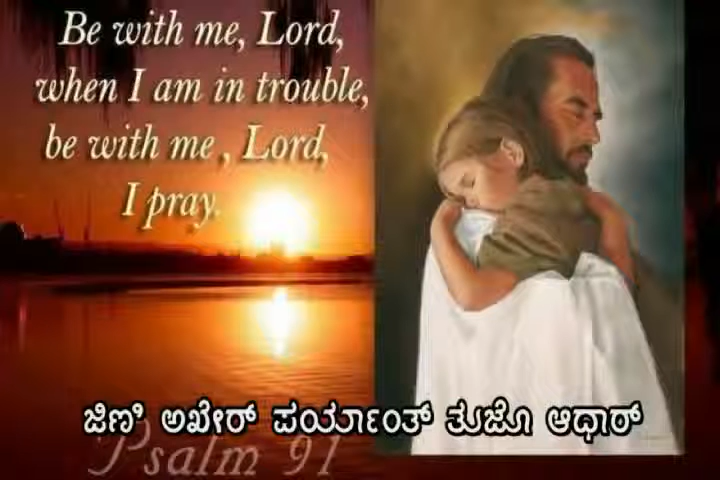 Be with me, Lord,
when I am in trouble,
be with me, Lord,
I pray.
ಜಿಣಿ ಅಖೇರ್ ಪರ್ಯಾಂತ್ ತುಜೊ ಆಧಾರ್
Psalm 91